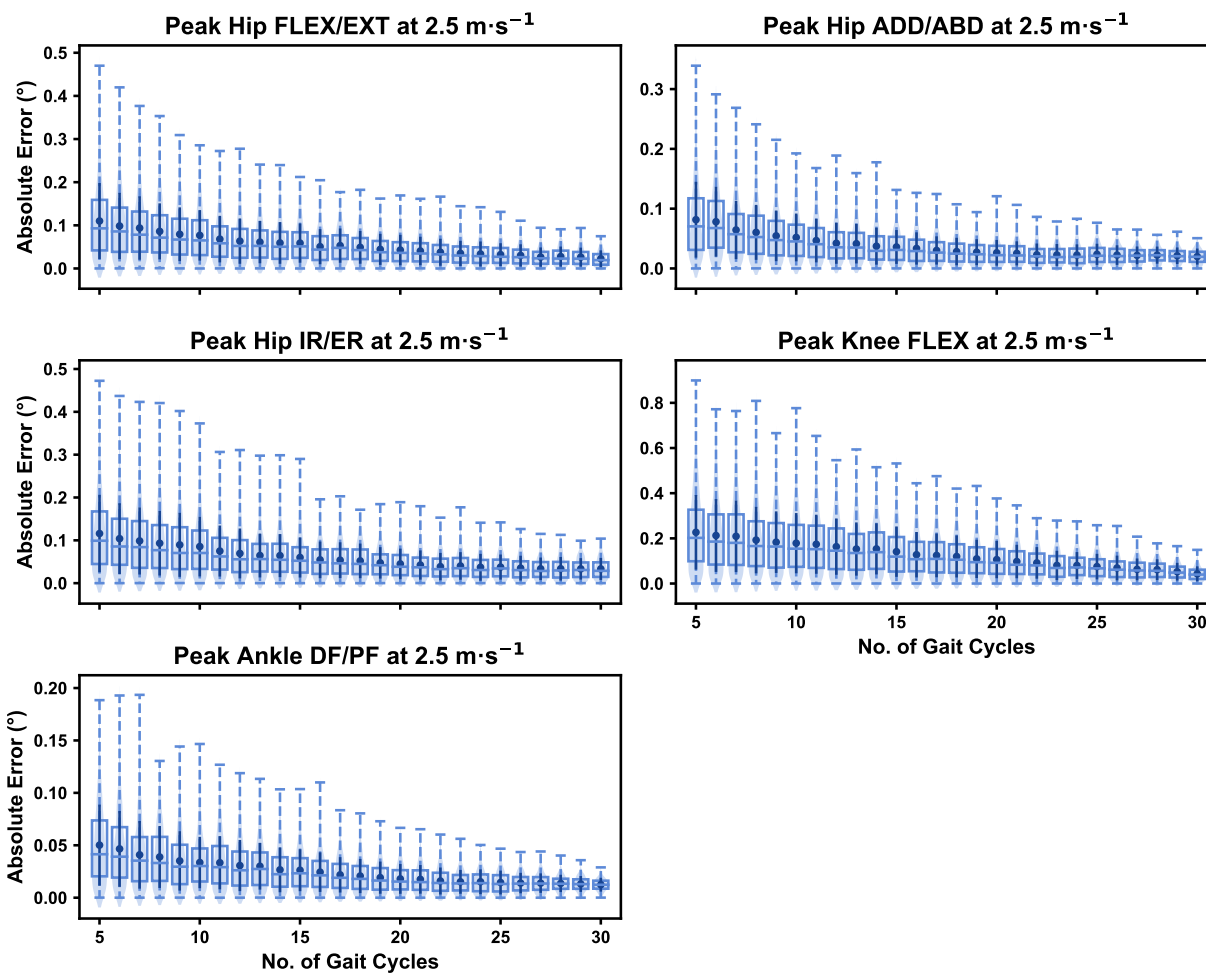 Peak Hip FLEX/EXT at 2.5 m·s⁻¹
Absolute Error (°)
0.5
0.4
0.3
0.2
0.1
0.0
Peak Hip ADD/ABD at 2.5 m·s⁻¹
0.3
0.2
0.1
0.0
Peak Hip IR/ER at 2.5 m·s⁻¹
Absolute Error (°)
0.5
0.4
0.3
0.2
0.1
0.0
Peak Knee FLEX at 2.5 m·s⁻¹
0.8
0.6
0.4
0.2
0.0
5 10 15 20 25 30
No. of Gait Cycles
Peak Ankle DF/PF at 2.5 m·s⁻¹
Absolute Error (°)
0.20
0.15
0.10
0.05
0.00
5 10 15 20 25 30
No. of Gait Cycles